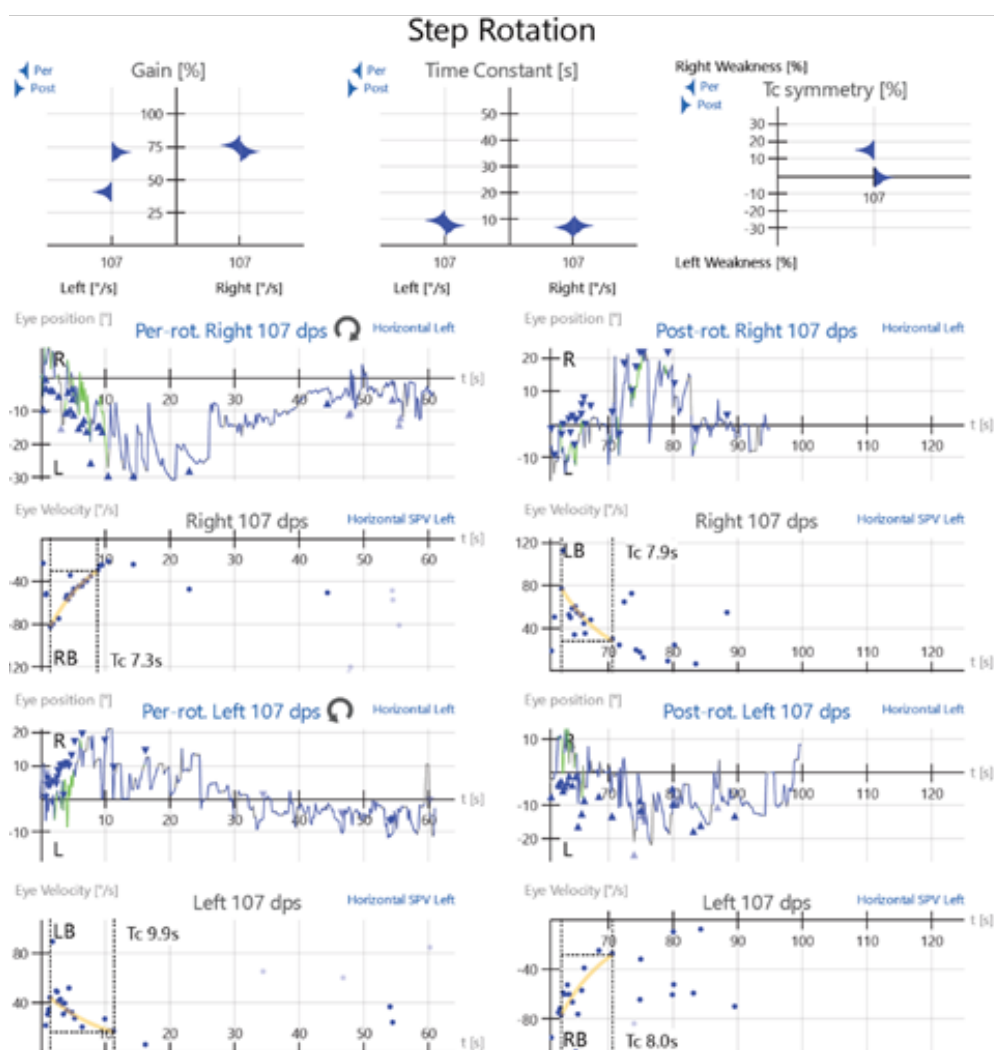 Step Rotation
Per
Post
Gain [%]
100
75
50
25
107
107
Left [°/s]
Right [°/s]
Per
Post
Time Constant [s]
50
40
30
20
10
107
107
Left [°/s]
Right [°/s]
Right Weakness [%]
Per
Post
Tc symmetry [%]
30
20
10
-10
-20
-30
107
Left Weakness [%]
Eye position [°]
Per-rot. Right 107 dps
Horizontal Left
R
t [s]
10 20 30 40 50 60
-10
-20
-30
L
Eye position [°]
Post-rot. Right 107 dps
Horizontal Left
20
R
10
t [s]
70 80 90 100 110 120
-10
L
Eye Velocity [°/s]
Right 107 dps
Horizontal SPV Left
t [s]
10 20 30 40 50 60
-40
-80
-120
RB
Tc 7.3s
Eye Velocity [°/s]
Right 107 dps
Horizontal SPV Left
120
LB
Tc 7.9s
80
40
70 80 90 100 110 120
t [s]
Eye position [°]
Per-rot. Left 107 dps
Horizontal Left
20
R
10
t [s]
10 20 30 40 50 60
-10
L
Eye position [°]
Post-rot. Left 107 dps
Horizontal Left
10
R
t [s]
70 80 90 100 110 120
-10
-20
L
Eye Velocity [°/s]
Left 107 dps
Horizontal SPV Left
LB
Tc 9.9s
80
40
10 20 30 40 50 60
t [s]
Eye Velocity [°/s]
Left 107 dps
Horizontal SPV Left
t [s]
70 80 90 100 110 120
-40
-80
RB
Tc 8.0s